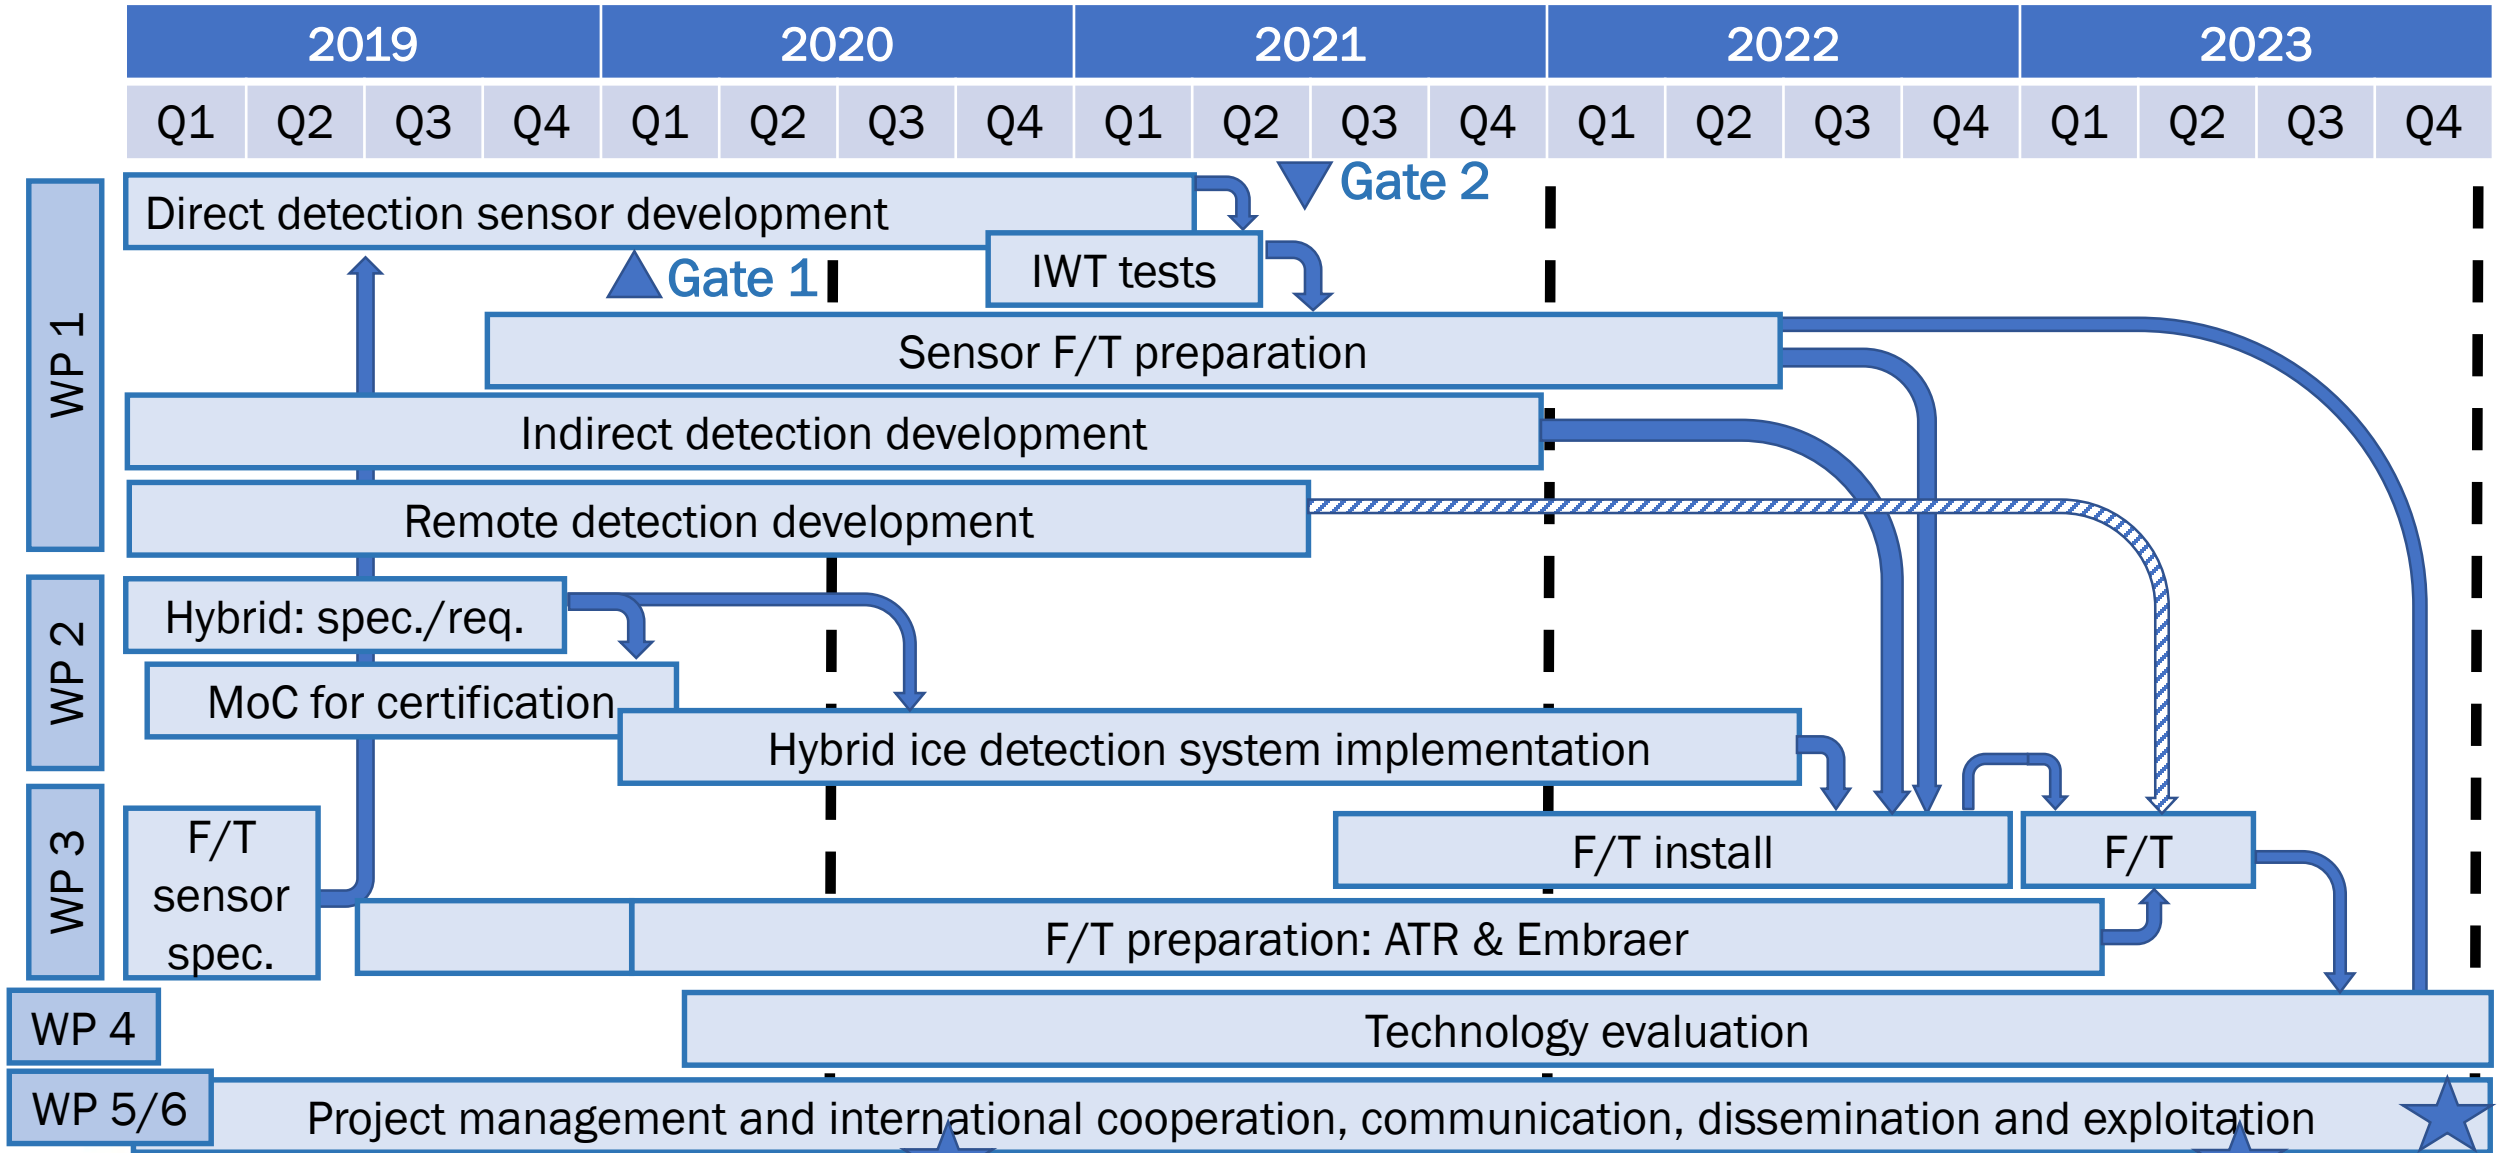 2019 2020 2021 2022 2023
Q1 Q2 Q3 Q4 Q1 Q2 Q3 Q4 Q1 Q2 Q3 Q4 Q1 Q2 Q3 Q4 Q1 Q2 Q3 Q4
Gate 2
WP 1
Direct detection sensor development
IWT tests
Gate 1
Sensor F/T preparation
Indirect detection development
Remote detection development
WP 2
Hybrid: spec./req.
MoC for certification
Hybrid ice detection system implementation
WP 3
F/T
sensor
spec.
F/T install
F/T
F/T preparation: ATR & Embraer
WP 4
Technology evaluation
WP 5/6
Project management and international cooperation, communication, dissemination and exploitation